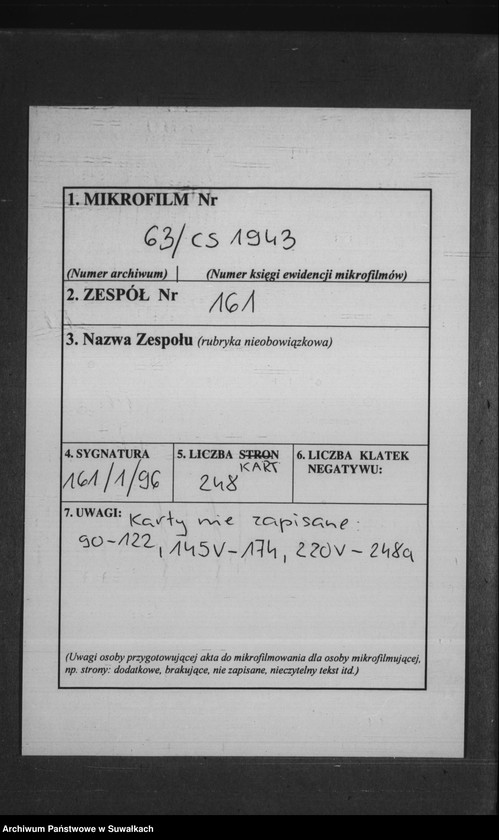 1. MIKROFILM Nr
63/CS 1943
(Numer archiwum) | (Numer księgi ewidencji mikrofilmów)
2. ZESPÓŁ Nr 161
3. Nazwa Zespołu (rubryka nieobowiązkowa)
4. SYGNATURA
161/1/96
5. LICZBA STRON
KART
248
6. LICZBA KLATEK
NEGATYWU:
7. UWAGI: Karty nie zapisane:
90-122, 145V-174, 220V-248a
(Uwagi osoby przygotowującej akta do mikrofilmowania dla osoby mikrofilmującej,
np. strony: dodatkowe, brakujące, nie zapisane, nieczytelny tekst itd.)
Archiwum Państwowe w Suwałkach